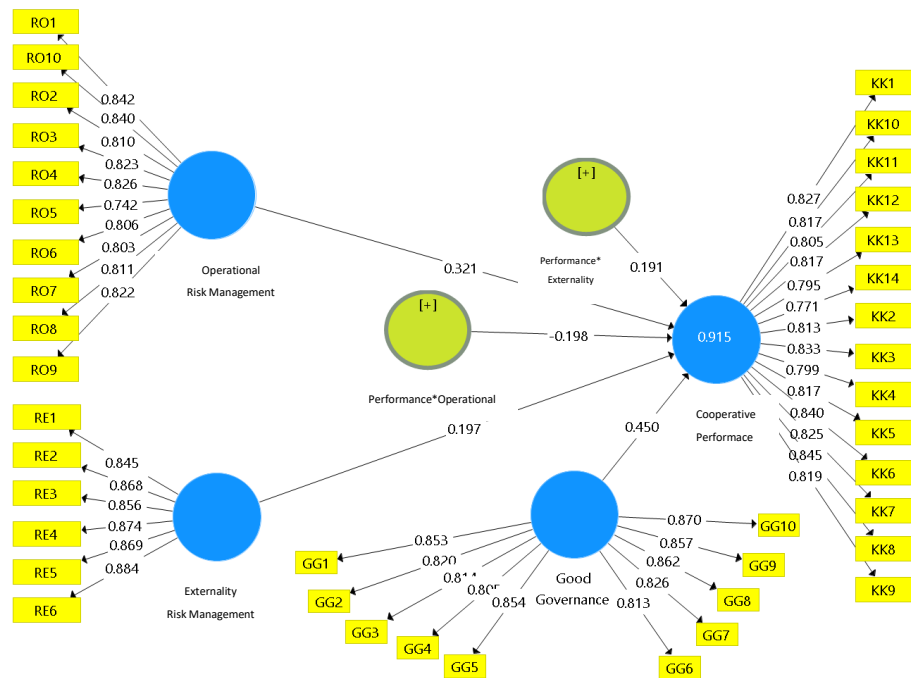 RO1
RO10
RO2
RO3
RO4
RO5
RO6
RO7
RO8
RO9
0.842
0.840
0.810
0.823
0.826
0.742
0.806
0.803
0.811
0.822
Operational
Risk Management
RE1
RE2
RE3
RE4
RE5
RE6
0.845
0.868
0.856
0.874
0.869
0.884
Externality
Risk Management
[+]
Performance*
Externality
[+]
Performance*Operational
0.321
0.191
-0.198
0.197
0.450
0.915
Cooperative
Performace
0.827
0.817
0.805
0.817
0.795
0.771
0.813
0.833
0.799
0.817
0.840
0.825
0.845
0.819
KK1
KK10
KK11
KK12
KK13
KK14
KK2
KK3
KK4
KK5
KK6
KK7
KK8
KK9
Good
Governance
0.853
0.820
0.854
0.813
0.826
0.862
0.857
0.870
GG1
GG2
GG3
GG4
GG5
GG6
GG7
GG8
GG9
GG10